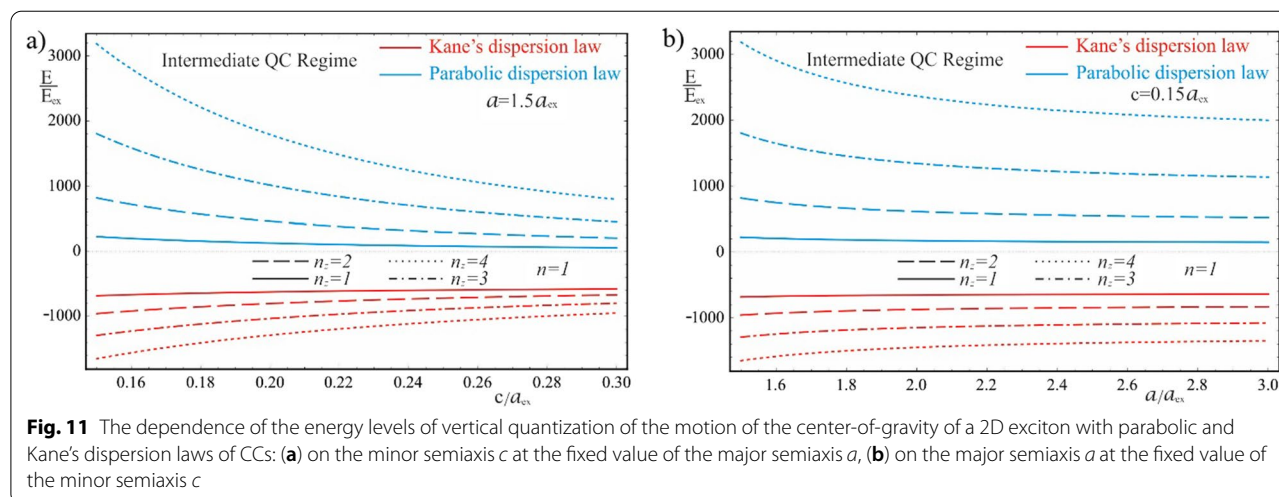 a)
3000
E
E_ex
2000
1000
0
-1000
Intermediate QC Regime
Kane's dispersion law
Parabolic dispersion law
a=1.5a_ex
n_z=2
n_z=4
n_z=1
n_z=3
n=1
0.16 0.18 0.20 0.22 0.24 0.26 0.28 0.30
c/a_ex
b)
3000
E
E_ex
2000
1000
0
-1000
Intermediate QC Regime
Kane's dispersion law
Parabolic dispersion law
c=0.15a_ex
n_z=2
n_z=4
n_z=1
n_z=3
n=1
1.6 1.8 2.0 2.2 2.4 2.6 2.8 3.0
a/a_ex
Fig. 11 The dependence of the energy levels of vertical quantization of the motion of the center-of-gravity of a 2D exciton with parabolic and
Kane's dispersion laws of CCs: (a) on the minor semiaxis c at the fixed value of the major semiaxis a, (b) on the major semiaxis a at the fixed value of
the minor semiaxis c